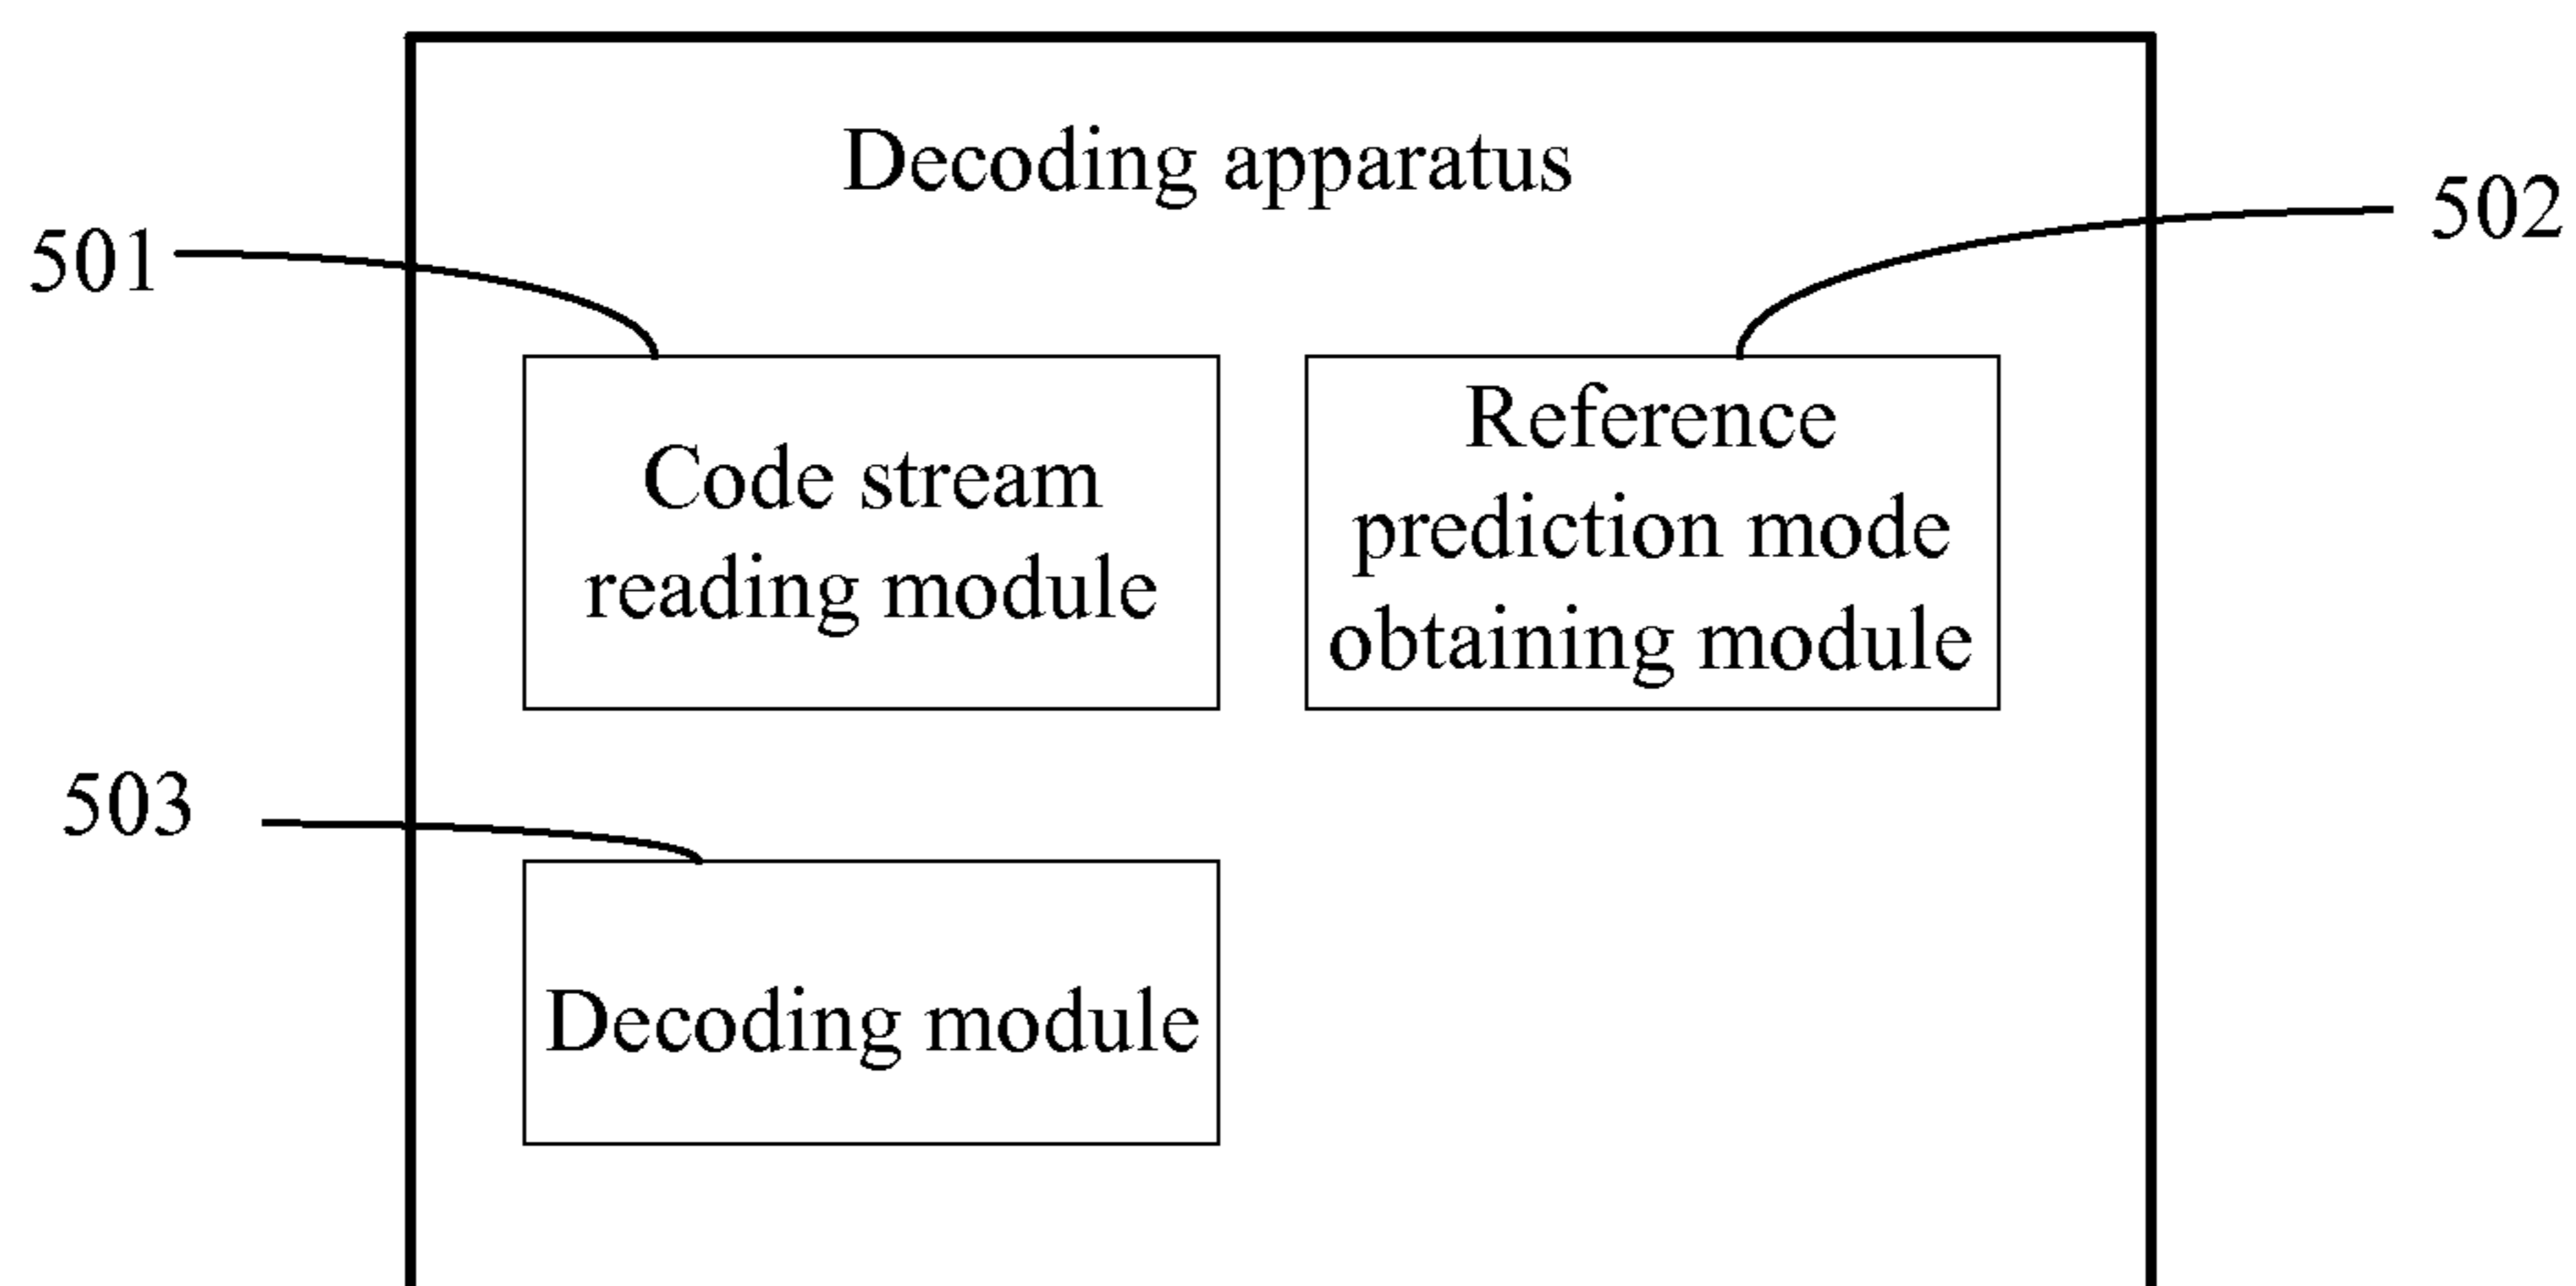 Decoding apparatus
501
502
Code stream
reading module
Reference
prediction mode
obtaining module
503
Decoding module